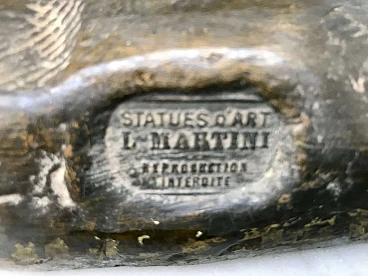 STATUES D'ART
L. MARTINI
REPRODUCTION
INTERDITE